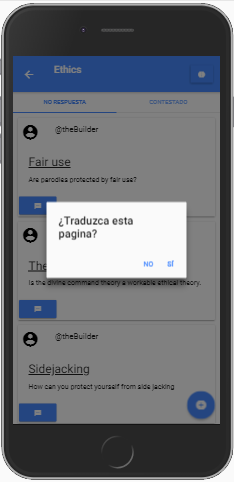 Ethics
NO RESPUESTA
CONTESTADO
@theBuilder
Fair use
Are parodies protected by fair use?
¿Traduzca esta
pagina?
NO
SÍ
The
Is the divine command theory a workable ethical theory.
@theBuilder
Sidejacking
How can you protect yourself from side jacking